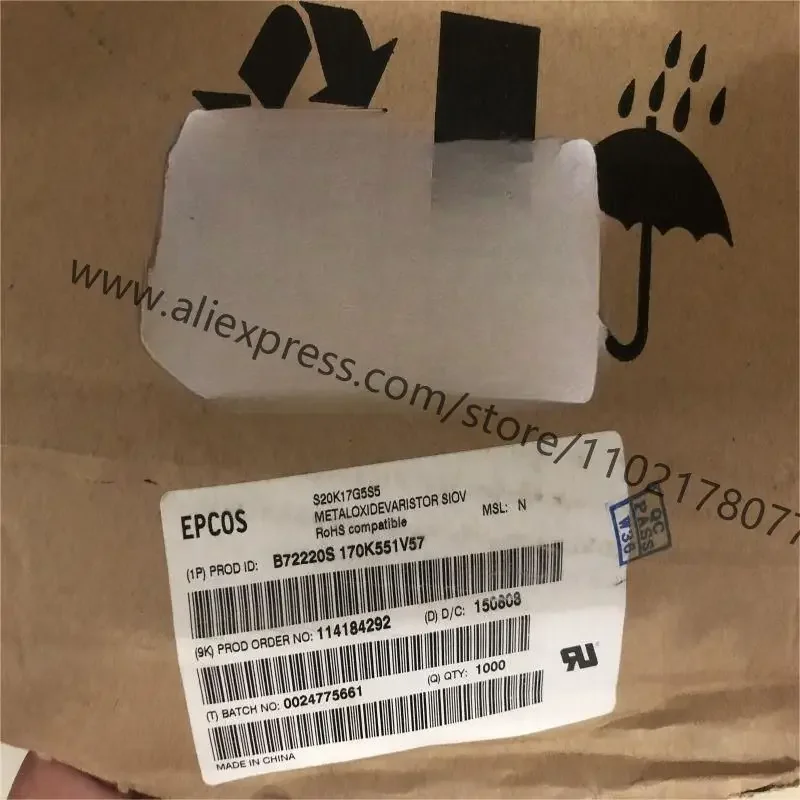 www.aliexpress.com/store/1102178077
EPCOS
S20K17G5S5
METALOXIDEVARISTOR SIOV
RoHS compatible
MSL: N
(1P) PROD ID: B72220S 170K551V57
(9K) PROD ORDER NO: 114184292
(D) D/C: 150808
(T) BATCH NO: 0024775661
(Q) QTY: 1000
MADE IN CHINA
QC
PASS
W36